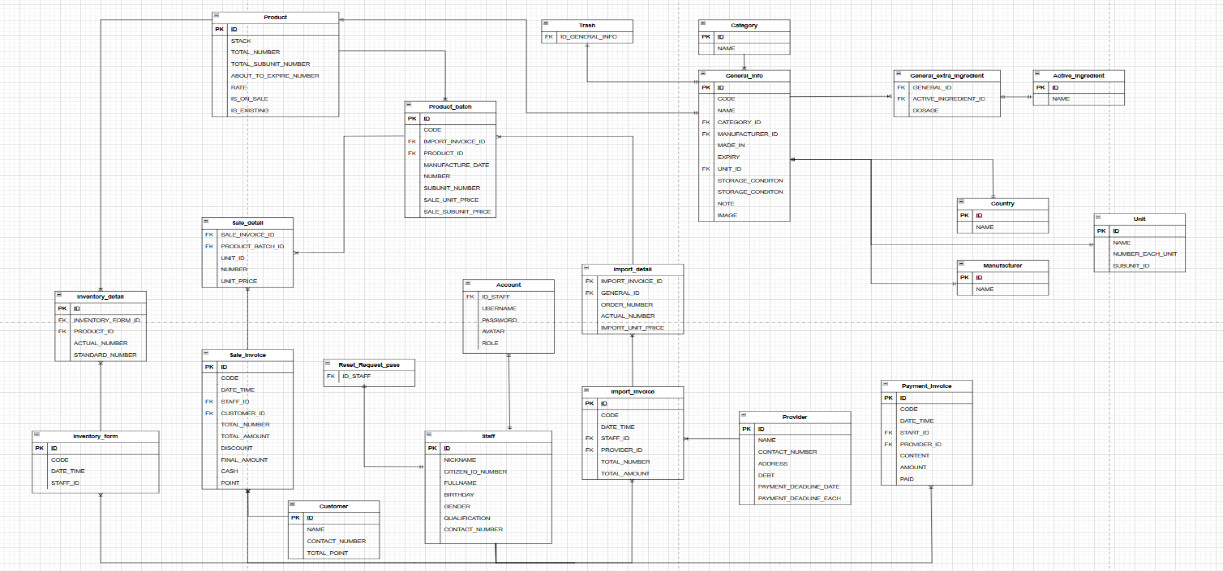 Product
PK ID
STACK
TOTAL_NUMBER
TOTAL_SUBUNIT_NUMBER
ABOUT_TO_EXPIRE_NUMBER
RATE
IS_ON_SALE
IS_EXISTING
Trash
FK ID_GENERAL_INFO
Category
PK ID
NAME
General_info
PK ID
CODE
NAME
FK CATEGORY_ID
FK MANUFACTURER_ID
MADE_IN
EXPIRY
FK UNIT_ID
STORAGE_CONDITON
STORAGE_CONDITON
NOTE
IMAGE
General_extra_ingredient
FK GENERAL_ID
FK ACTIVE_INGREDIENT_ID
DOSAGE
Active_ingredient
PK ID
NAME
Product_batch
PK ID
CODE
FK IMPORT_INVOICE_ID
FK PRODUCT_ID
MANUFACTURE_DATE
NUMBER
SUBUNIT_NUMBER
SALE_UNIT_PRICE
SALE_SUBUNIT_PRICE
Country
PK ID
NAME
Unit
PK ID
NAME
NUMBER_EACH_UNIT
SUBUNIT_ID
Manufacturer
PK ID
NAME
Sale_detail
FK SALE_INVOICE_ID
FK PRODUCT_BATCH_ID
UNIT_ID
NUMBER
UNIT_PRICE
Import_detail
FK IMPORT_INVOICE_ID
FK GENERAL_ID
ORDER_NUMBER
ACTUAL_NUMBER
IMPORT_UNIT_PRICE
Account
FK ID_STAFF
USERNAME
PASSWORD
AVATAR
ROLE
Inventory_detail
PK ID
FK INVENTORY_FORM_ID
FK PRODUCT_ID
ACTUAL_NUMBER
STANDARD_NUMBER
Sale_Invoice
PK ID
CODE
DATE_TIME
FK STAFF_ID
FK CUSTOMER_ID
TOTAL_NUMBER
TOTAL_AMOUNT
DISCOUNT
FINAL_AMOUNT
CASH
POINT
Reset_Request_pass
FK ID_STAFF
Import_Invoice
PK ID
CODE
DATE_TIME
FK STAFF_ID
FK PROVIDER_ID
TOTAL_NUMBER
TOTAL_AMOUNT
Provider
PK ID
NAME
CONTACT_NUMBER
ADDRESS
DEBT
PAYMENT_DEADLINE_DATE
PAYMENT_DEADLINE_EACH
Payment_Invoice
PK ID
CODE
DATE_TIME
FK START_ID
FK PROVIDER_ID
CONTENT
AMOUNT
PAID
Inventory_form
PK ID
CODE
DATE_TIME
STAFF_ID
Staff
PK ID
NICKNAME
CITIZEN_ID_NUMBER
FULLNAME
BIRTHDAY
GENDER
QUALIFICATION
CONTACT_NUMBER
Customer
PK ID
NAME
CONTACT_NUMBER
TOTAL_POINT